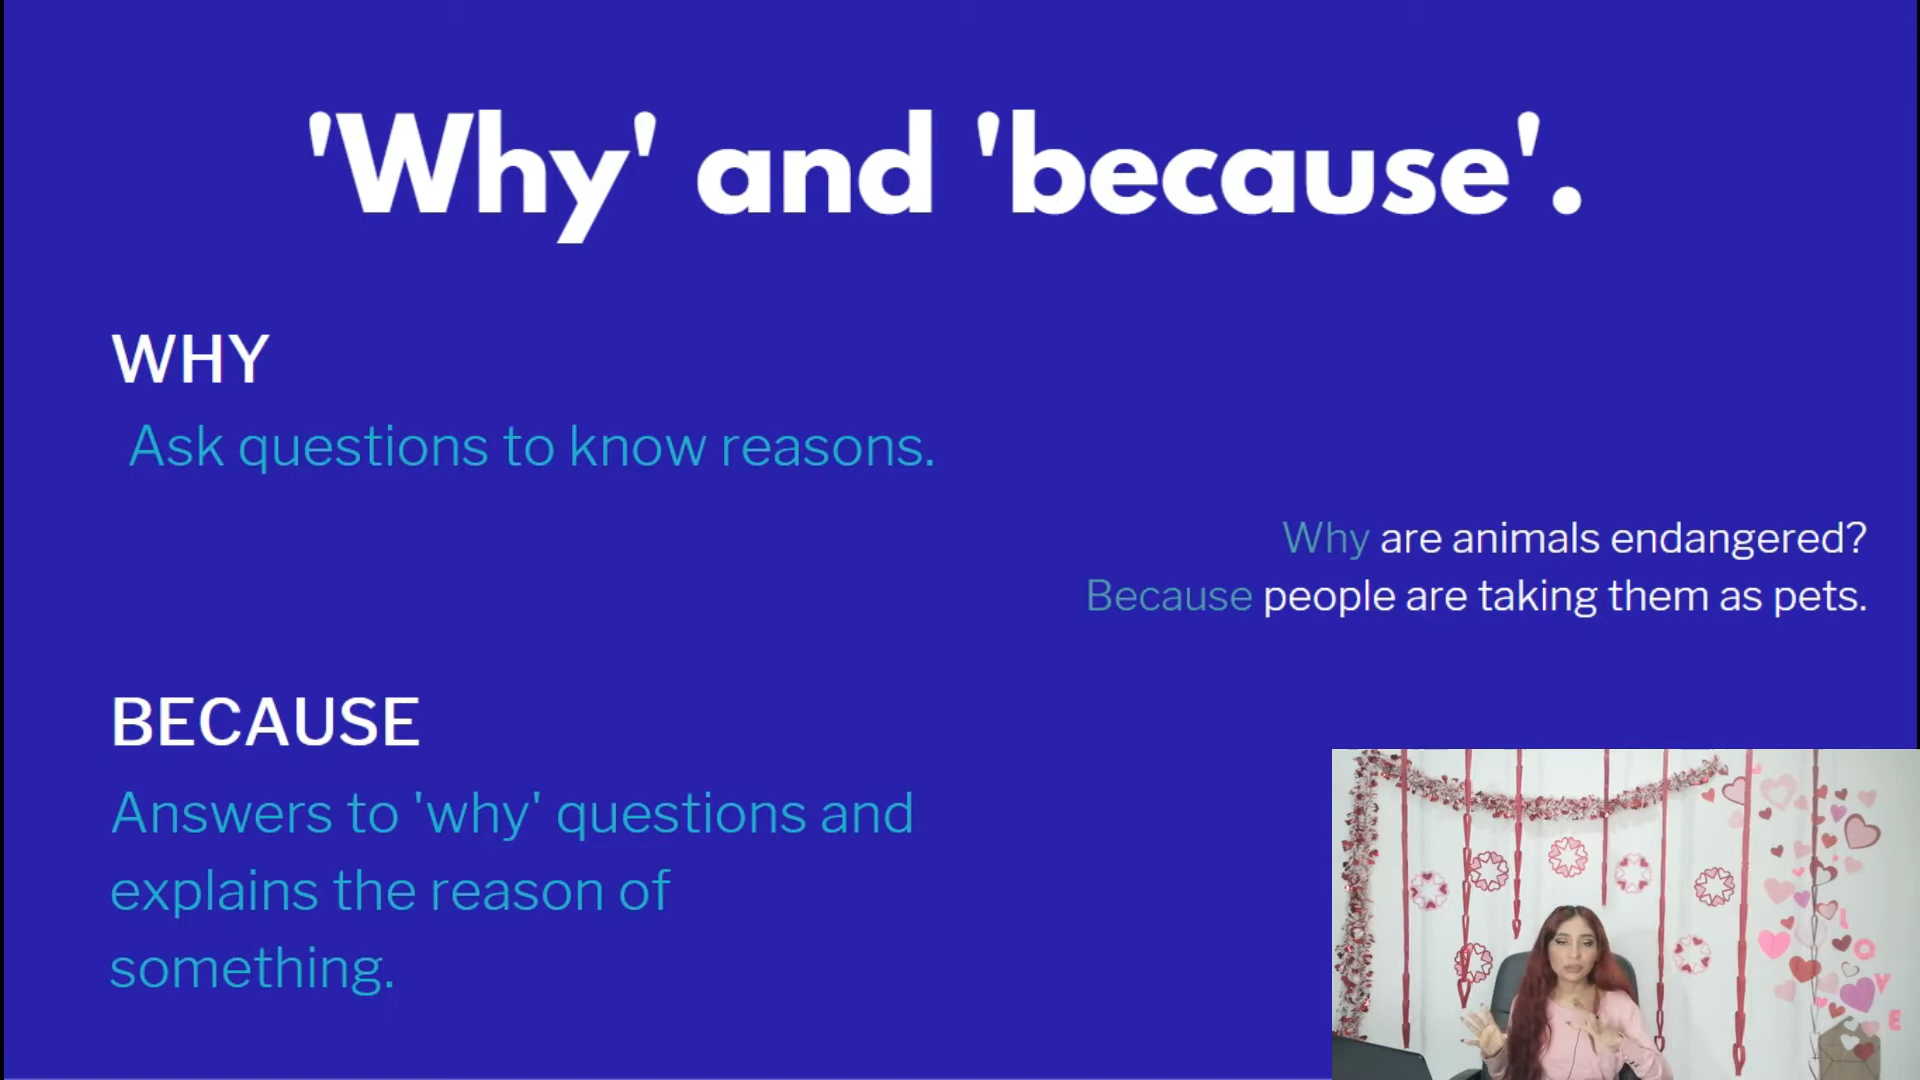 'Why' and 'because'.
WHY
Ask questions to know reasons.
Why are animals endangered?
Because people are taking them as pets.
BECAUSE
Answers to 'why' questions and
explains the reason of
something.
LOVE